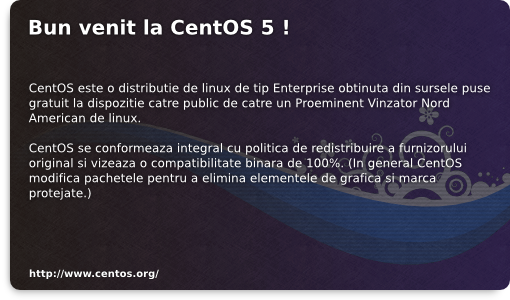 Bun venit la CentOS 5 !
CentOS este o distributie de linux de tip Enterprise obtinuta din sursele puse
gratuit la dispozitie catre public de catre un Proeminent Vinzator Nord
American de linux.
CentOS se conformeaza integral cu politica de redistribuire a furnizorului
original si vizeaza o compatibilitate binara de 100%. (In general CentOS
modifica pachetele pentru a elimina elementele de grafica si marca
protejate.)
http://www.centos.org/